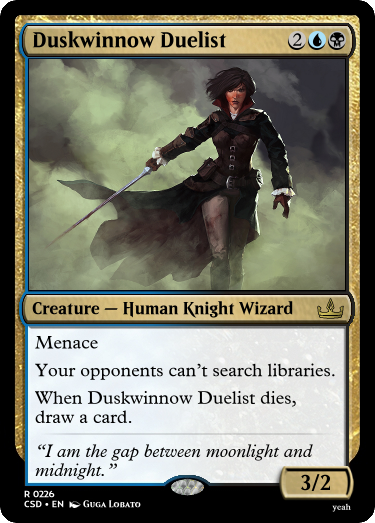 Duskwinnow Duelist 2
Creature — Human Knight Wizard
Menace
Your opponents can't search libraries.
When Duskwinnow Duelist dies,
draw a card.
"I am the gap between moonlight and
midnight."
3/2
R 0226
CSD • EN Guga Lobato
yeah